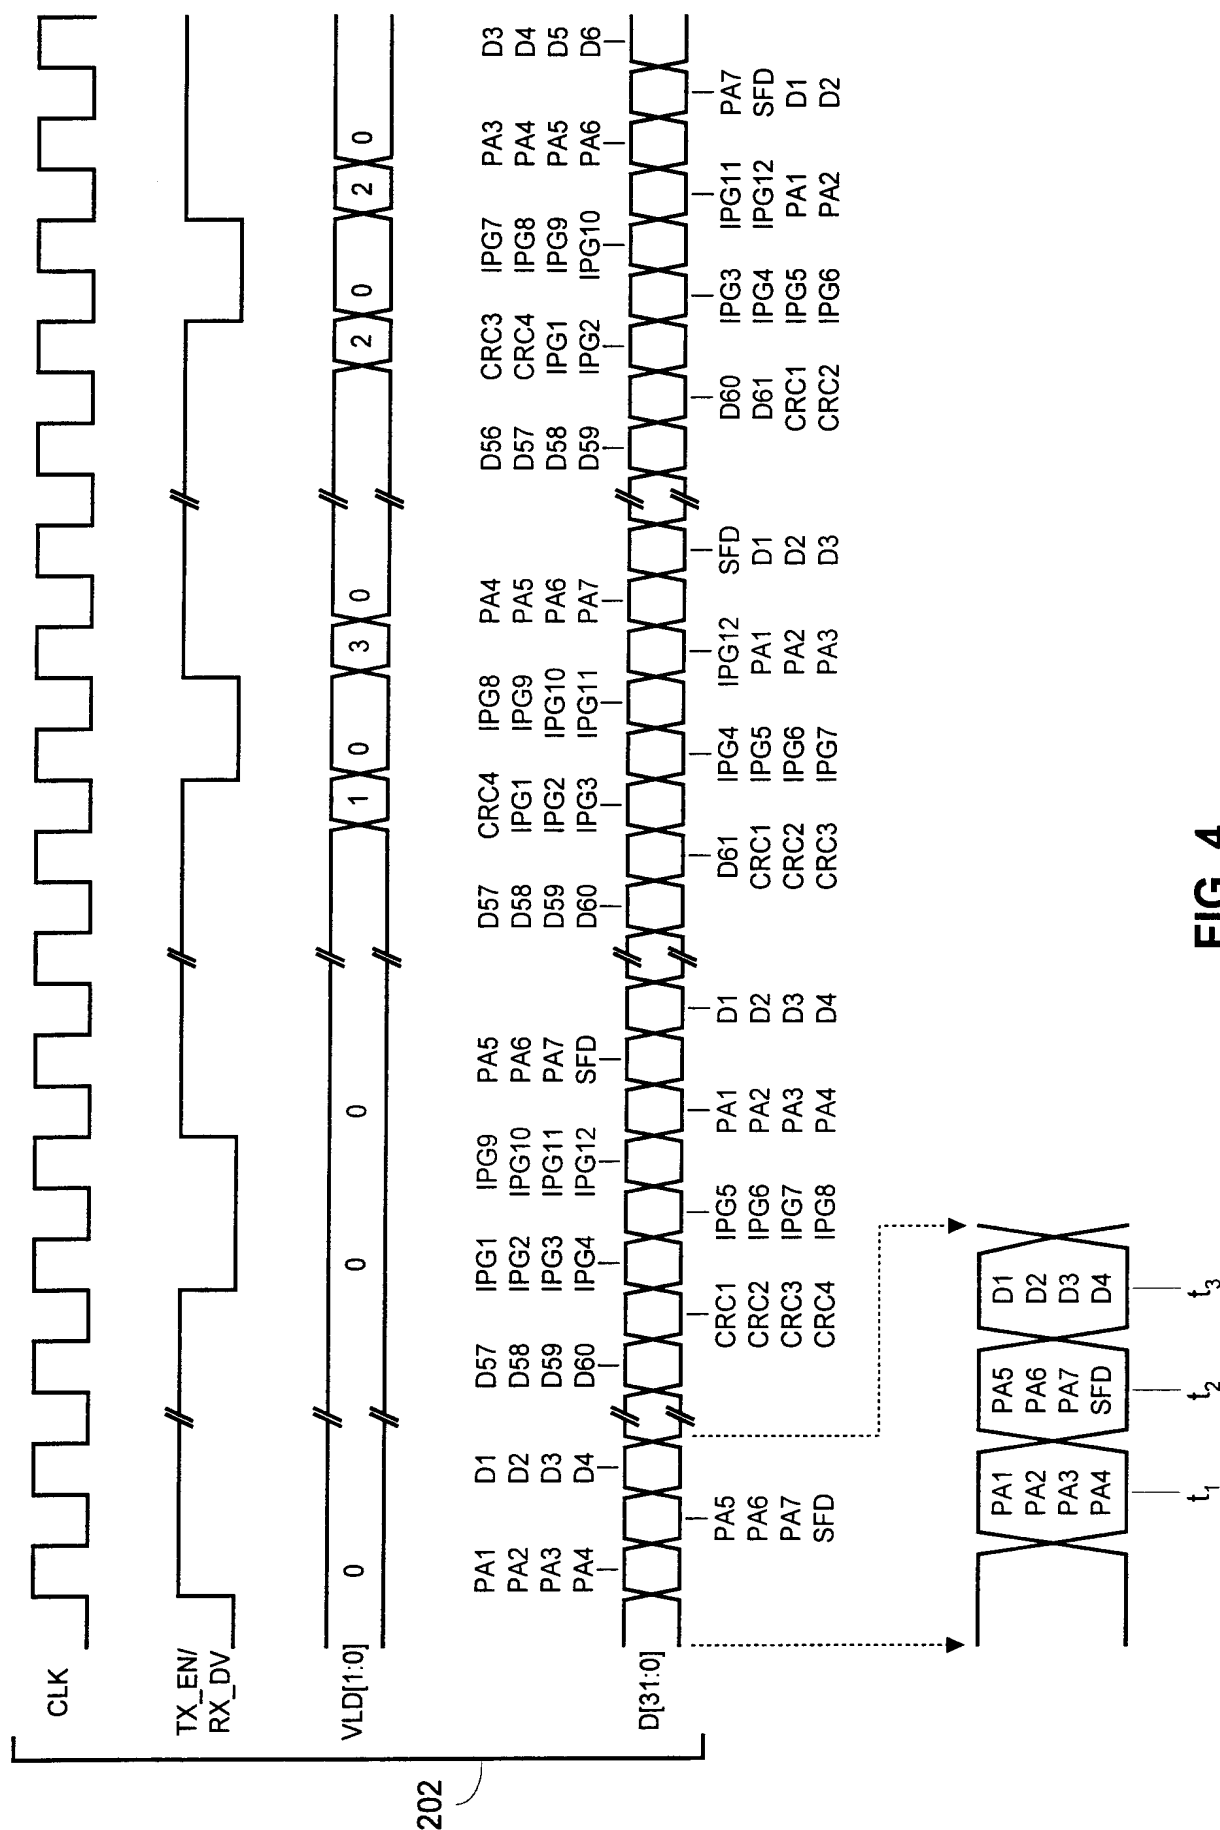 202
CLK
TX_EN/
RX_DV
VLD[1:0] 0 0 0 1 0 3 0 2 0 2 0
PA1 D1 D57 IPG1 IPG9 PA5 D57 CRC4 IPG8 PA4 D56 CRC3 IPG7 PA3 D3
PA2 D2 D58 IPG2 IPG10 PA6 D58 IPG1 IPG9 PA5 D57 CRC4 IPG8 PA4 D4
PA3 D3 D59 IPG3 IPG11 PA7 D59 IPG2 IPG10 PA6 D58 IPG1 IPG9 PA5 D5
PA4 D4 D60 IPG4 IPG12 SFD D60 IPG3 IPG11 PA7 D59 IPG2 IPG10 PA6 D6
D[31:0]
PA5 CRC1 IPG5 PA1 D1 D61 IPG4 IPG12 SFD D60 IPG3 IPG11 PA7
PA6 CRC2 IPG6 PA2 D2 CRC1 IPG5 PA1 D1 D61 IPG4 IPG12 SFD
PA7 CRC3 IPG7 PA3 D3 CRC2 IPG6 PA2 D2 CRC1 IPG5 PA1 D1
SFD CRC4 IPG8 PA4 D4 CRC3 IPG7 PA3 D3 CRC2 IPG6 PA2 D2
PA1 PA5 D1
PA2 PA6 D2
PA3 PA7 D3
PA4 SFD D4
t1 t2 t3
FIG. 4